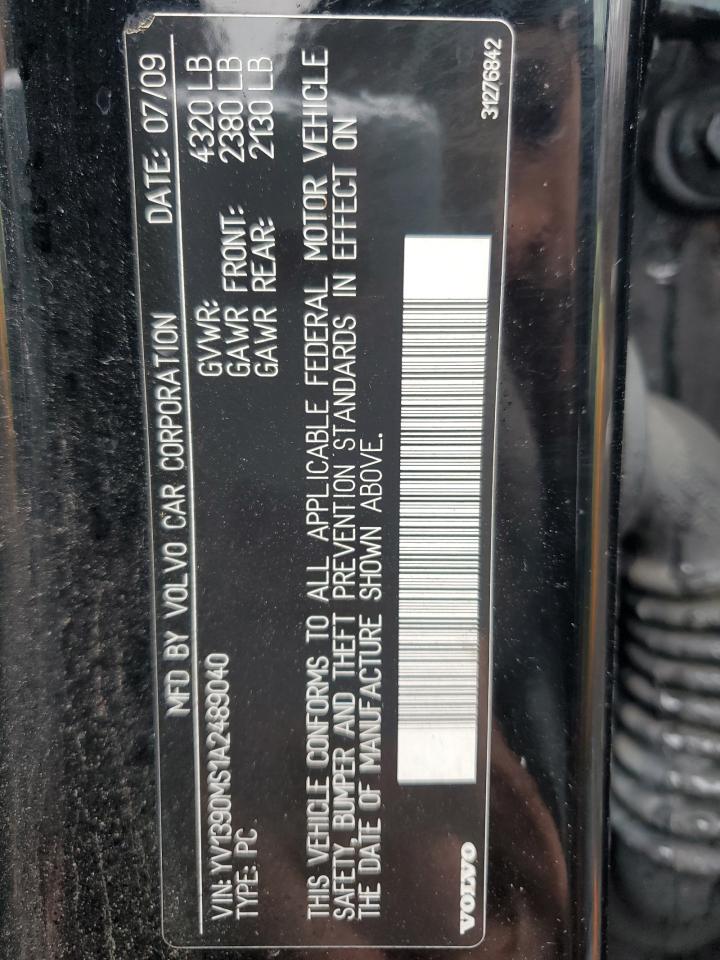 MFD BY VOLVO CAR CORPORATION DATE: 07/09
VIN: YV1390MS1A2489040 GVWR: 4320 LB
TYPE: PC GAWR FRONT: 2380 LB
GAWR REAR: 2130 LB
THIS VEHICLE CONFORMS TO ALL APPLICABLE FEDERAL MOTOR VEHICLE
SAFETY, BUMPER AND THEFT PREVENTION STANDARDS IN EFFECT ON
THE DATE OF MANUFACTURE SHOWN ABOVE.
VOLVO 31276842